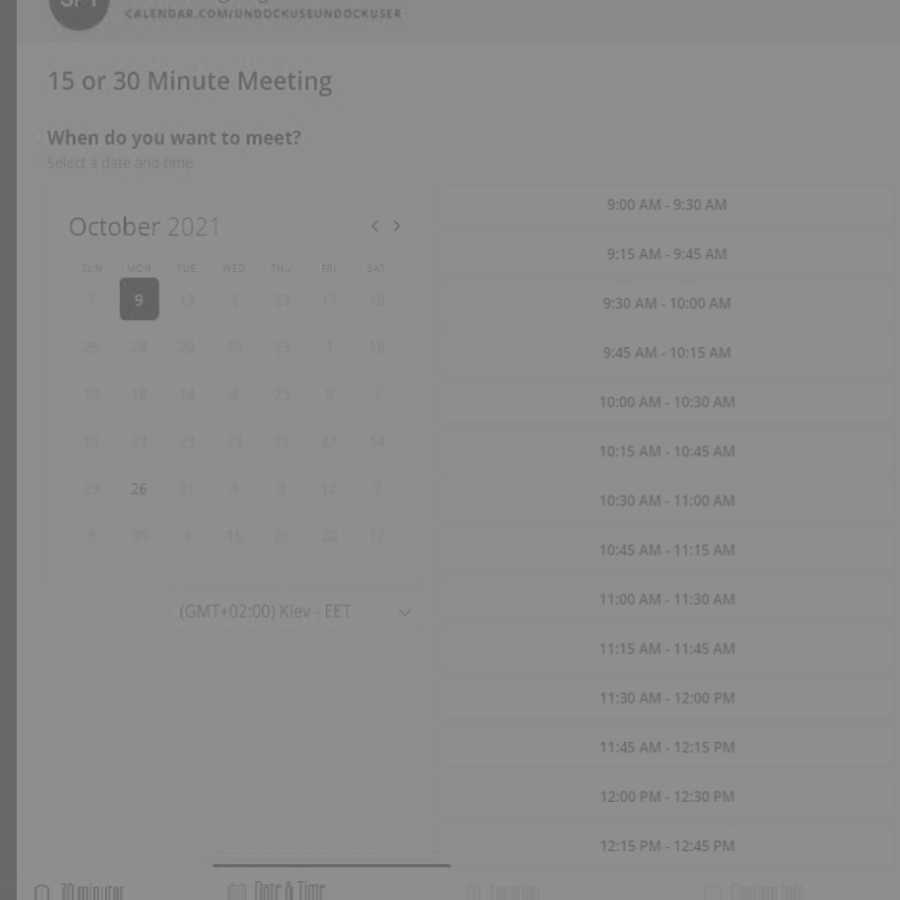 CALENDAR.COM/UNDOCKUSEUNDOCKUSER
15 or 30 Minute Meeting
When do you want to meet?
Select a date and time
October 2021
SUN MON TUE WED THU FRI SAT
7 9 13 1 23 17 18
26 28 20 19 23 1 18
10 18 14 4 23 6 7
19 23 23 23 21 27 14
29 26 21 4 3 12 7
3 30 4 15 21 20 17
(GMT+02:00) Kiev - EET
9:00 AM - 9:30 AM
9:15 AM - 9:45 AM
9:30 AM - 10:00 AM
9:45 AM - 10:15 AM
10:00 AM - 10:30 AM
10:15 AM - 10:45 AM
10:30 AM - 11:00 AM
10:45 AM - 11:15 AM
11:00 AM - 11:30 AM
11:15 AM - 11:45 AM
11:30 AM - 12:00 PM
11:45 AM - 12:15 PM
12:00 PM - 12:30 PM
12:15 PM - 12:45 PM
30 minutes Date & Time Location Confirm Info